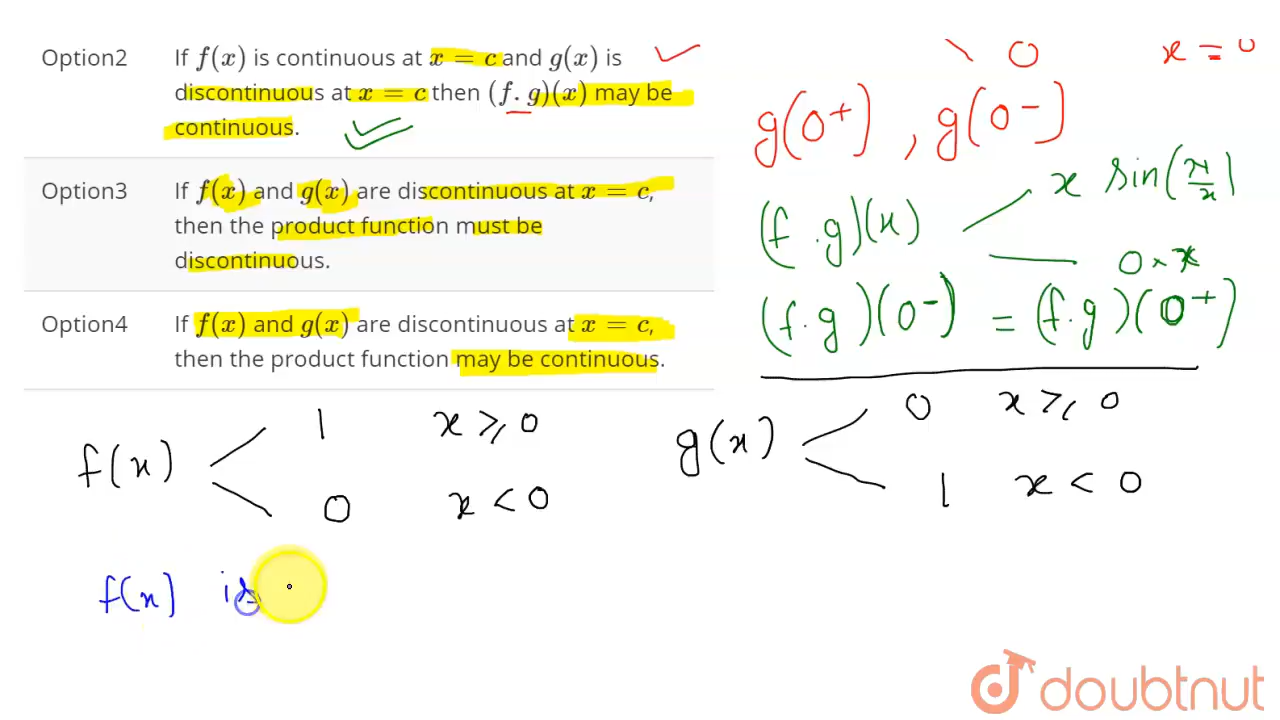 Option2 If f(x) is continuous at x = c and g(x) is
discontinuous at x = c then (f. g)(x) may be
continuous.
Option3 If f(x) and g(x) are discontinuous at x = c,
then the product function must be
discontinuous.
Option4 If f(x) and g(x) are discontinuous at x = c,
then the product function may be continuous.
0 x = 0
g(0+) , g(0-)
(f.g)(x) x sin(π/x)
0 × x
(f.g)(0-) = (f.g)(0+)
f(x) 1 x ≥ 0
0 x < 0
g(x) 0 x ≥ 0
1 x < 0
f(x) is
doubtnut